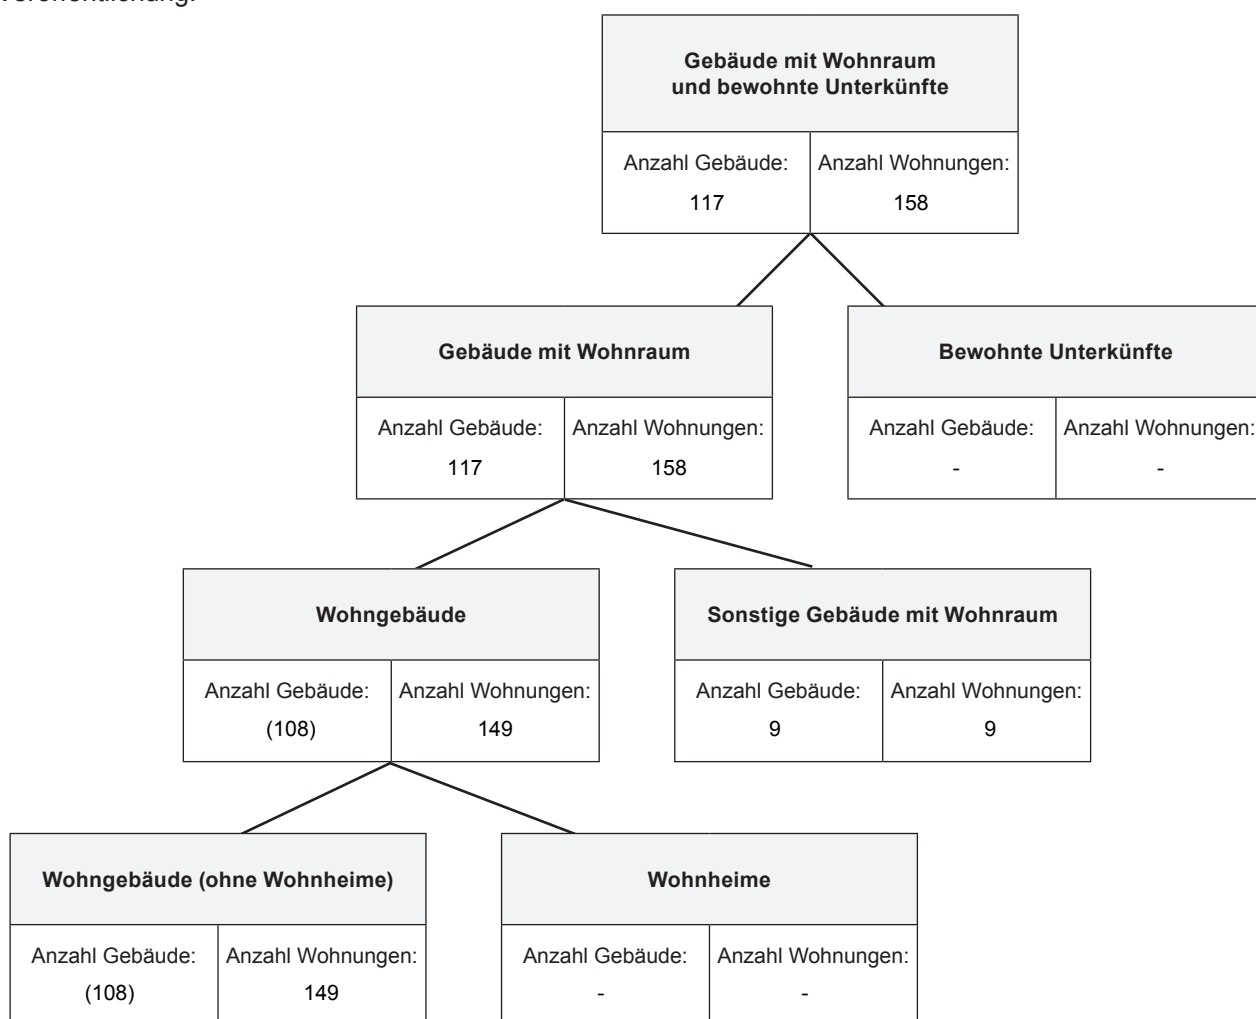 Veröffentlichung.
Gebäude mit Wohnraum
und bewohnte Unterkünfte
Anzahl Gebäude: Anzahl Wohnungen:
117 158
Gebäude mit Wohnraum Bewohnte Unterkünfte
Anzahl Gebäude: Anzahl Wohnungen: Anzahl Gebäude: Anzahl Wohnungen:
117 158 - -
Wohngebäude Sonstige Gebäude mit Wohnraum
Anzahl Gebäude: Anzahl Wohnungen: Anzahl Gebäude: Anzahl Wohnungen:
(108) 149 9 9
Wohngebäude (ohne Wohnheime) Wohnheime
Anzahl Gebäude: Anzahl Wohnungen: Anzahl Gebäude: Anzahl Wohnungen:
(108) 149 - -